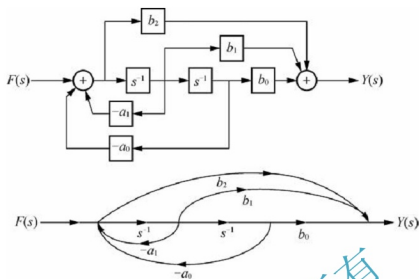 b₂
b₁
F(s) + s⁻¹ s⁻¹ b₀ + Y(s)
−a₁
−a₀
b₂
b₁
F(s) s⁻¹ s⁻¹ b₀ Y(s)
−a₁
−a₀